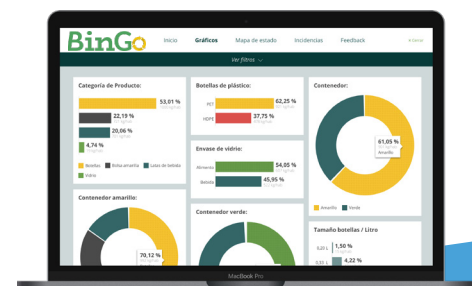 BinGo
Inicio
Gráficos
Mapa de estado
Incidencias
Feedback
Ver filtros
Categoría de Producto:
53,01 %
22,19 %
20,06 %
4,74 %
Botellas
Bolsa amarilla
Latas de bebida
Vidrio
Botellas de plástico:
PET
62,25 %
HDPE
37,75 %
Envase de vidrio:
Alimento
54,05 %
Bebida
45,95 %
Contenedor:
61,05 %
Amarillo
Amarillo
Verde
Contenedor amarillo:
70,12 %
Contenedor verde:
Tamaño botellas / Litro
0,20 L
1,50 %
4,22 %
MacBook Pro